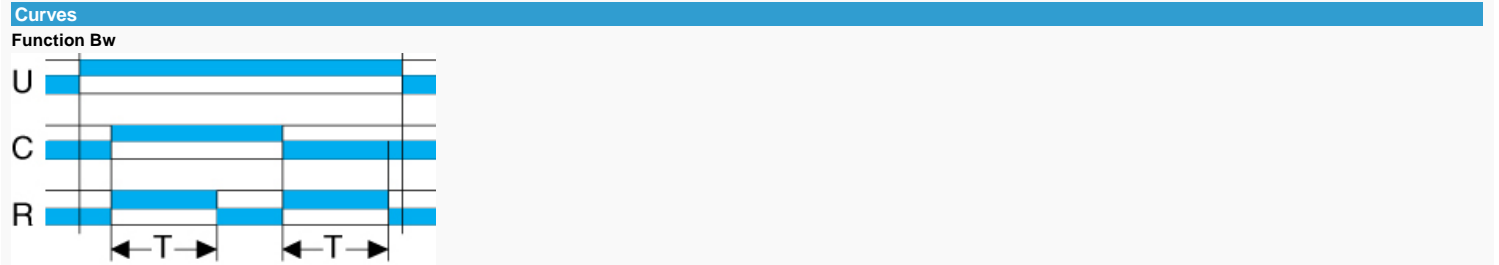 Curves
Function Bw
U
C
R
T T